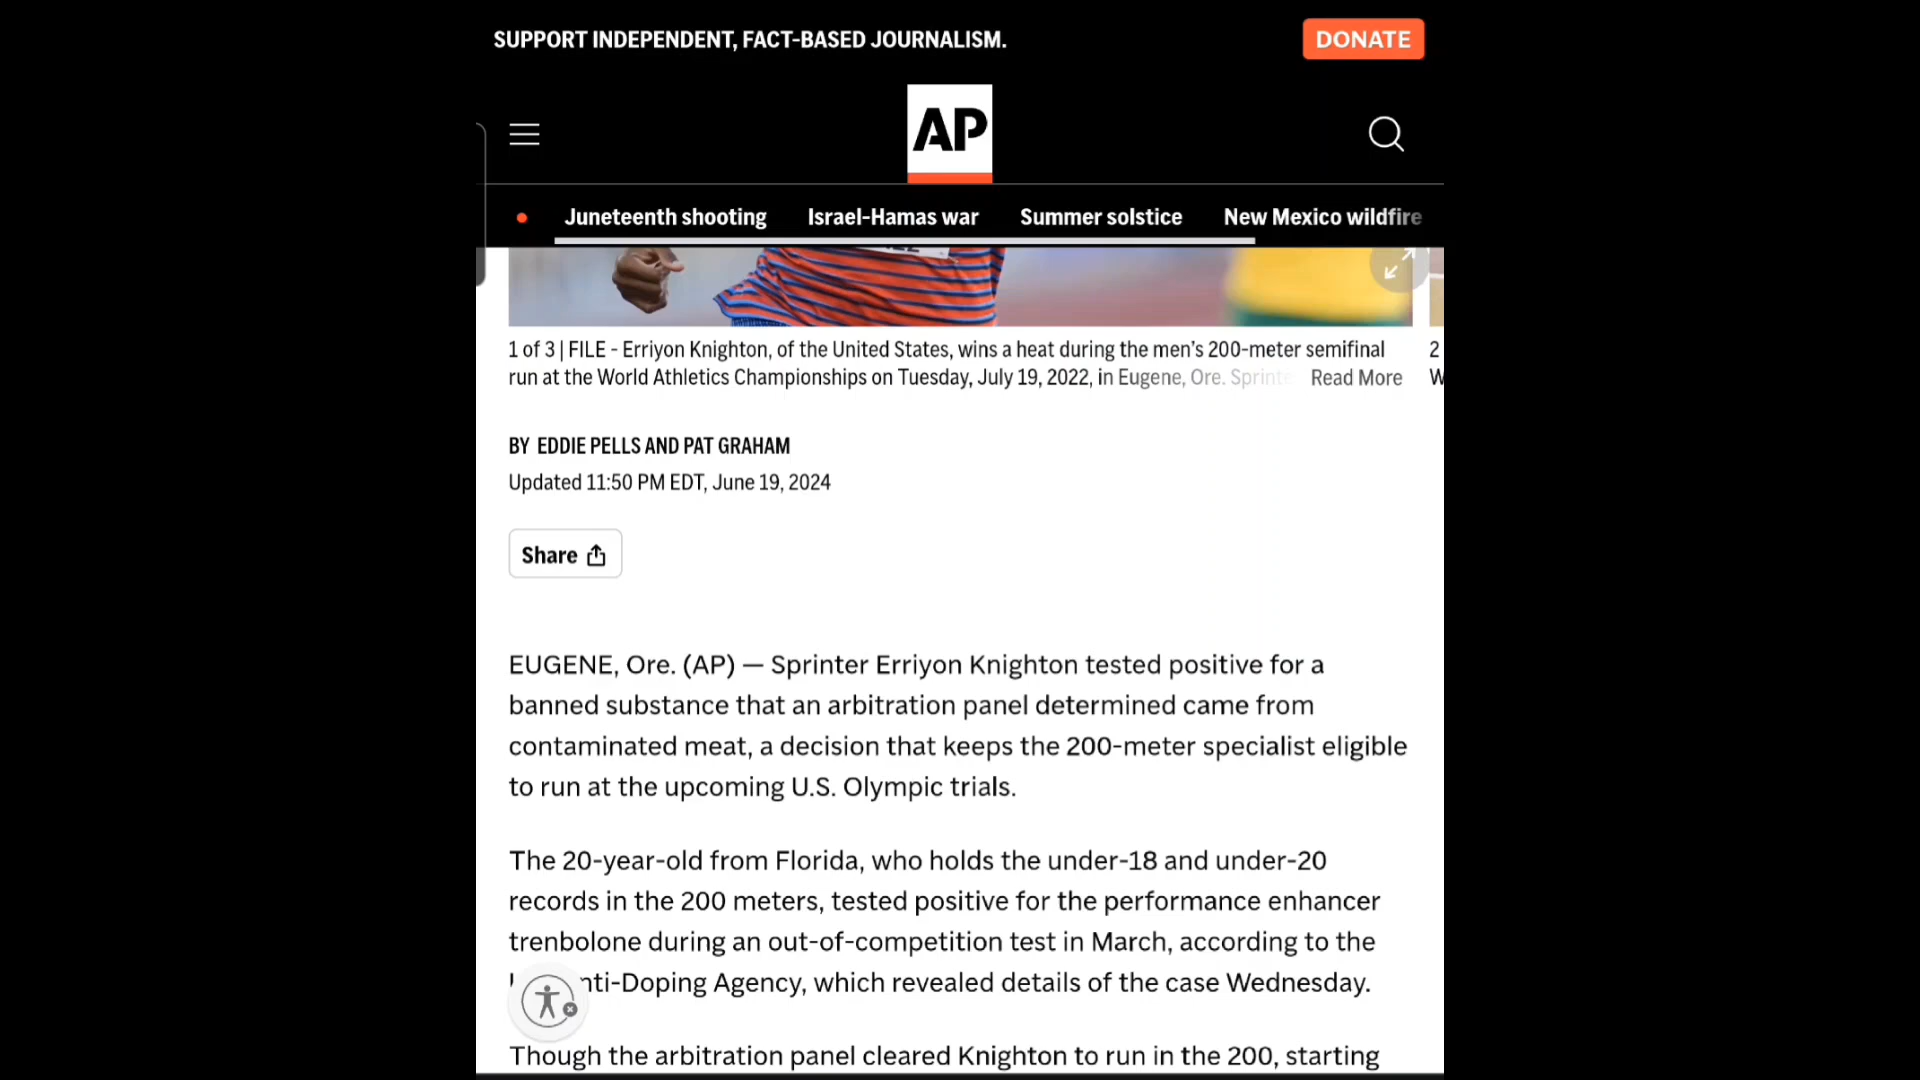 SUPPORT INDEPENDENT, FACT-BASED JOURNALISM.
DONATE
AP
Juneteenth shooting
Israel-Hamas war
Summer solstice
New Mexico wildfire
1 of 3 | FILE - Erriyon Knighton, of the United States, wins a heat during the men’s 200-meter semifinal
run at the World Athletics Championships on Tuesday, July 19, 2022, in Eugene, Ore. Sprinte
Read More
2
W
BY EDDIE PELLS AND PAT GRAHAM
Updated 11:50 PM EDT, June 19, 2024
Share
EUGENE, Ore. (AP) — Sprinter Erriyon Knighton tested positive for a
banned substance that an arbitration panel determined came from
contaminated meat, a decision that keeps the 200-meter specialist eligible
to run at the upcoming U.S. Olympic trials.
The 20-year-old from Florida, who holds the under-18 and under-20
records in the 200 meters, tested positive for the performance enhancer
trenbolone during an out-of-competition test in March, according to the
nti-Doping Agency, which revealed details of the case Wednesday.
Though the arbitration panel cleared Knighton to run in the 200, starting